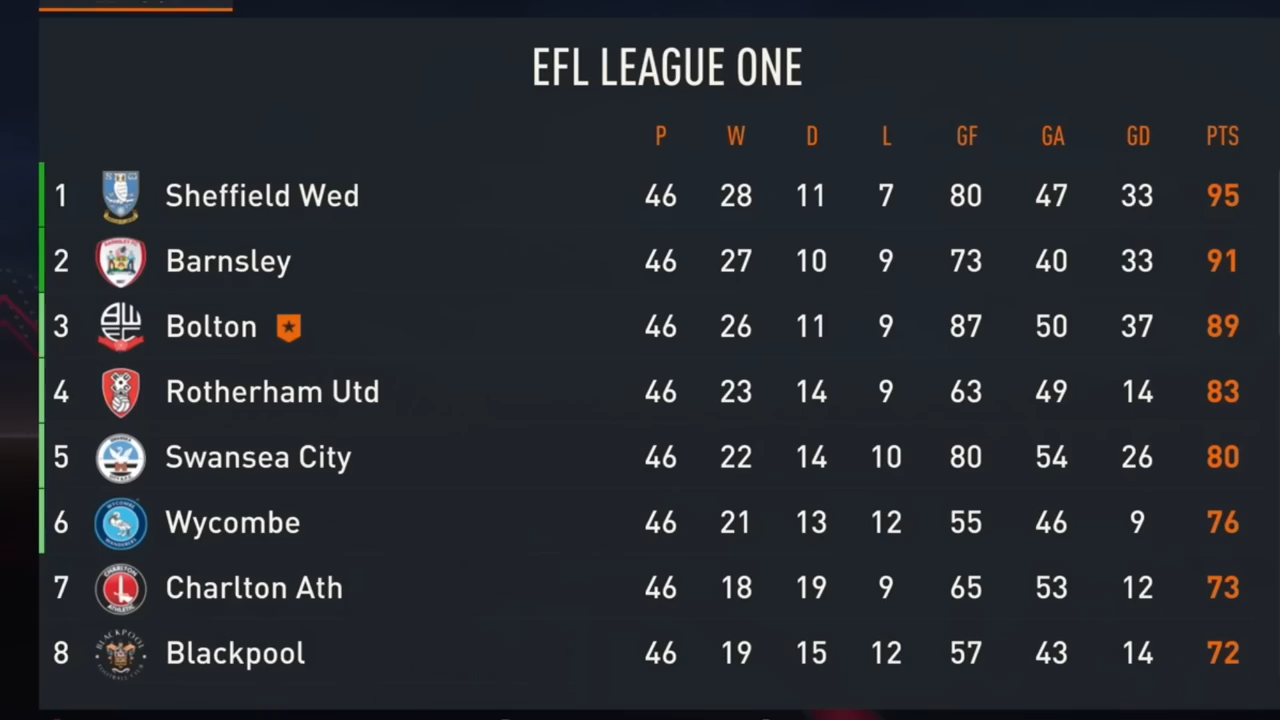 EFL LEAGUE ONE
P W D L GF GA GD PTS
1 Sheffield Wed 46 28 11 7 80 47 33 95
2 Barnsley 46 27 10 9 73 40 33 91
3 Bolton 46 26 11 9 87 50 37 89
4 Rotherham Utd 46 23 14 9 63 49 14 83
5 Swansea City 46 22 14 10 80 54 26 80
6 Wycombe 46 21 13 12 55 46 9 76
7 Charlton Ath 46 18 19 9 65 53 12 73
8 Blackpool 46 19 15 12 57 43 14 72